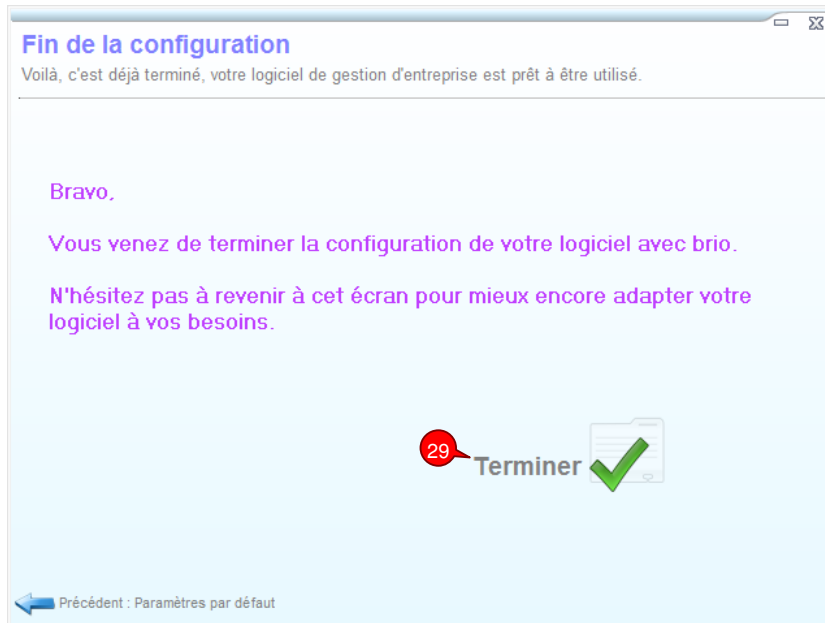 Fin de la configuration
Voilà, c'est déjà terminé, votre logiciel de gestion d'entreprise est prêt à être utilisé.
Bravo,
Vous venez de terminer la configuration de votre logiciel avec brio.
N'hésitez pas à revenir à cet écran pour mieux encore adapter votre
logiciel à vos besoins.
29
Terminer
Précédent : Paramètres par défaut